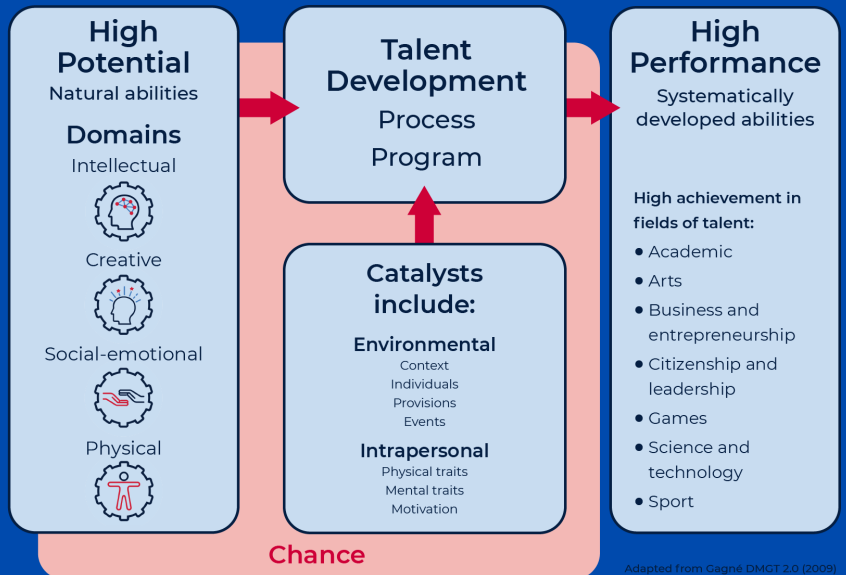 High
Potential
Natural abilities
Domains
Intellectual
Creative
Social-emotional
Physical
Talent
Development
Process
Program
Catalysts
include:
Environmental
Context
Individuals
Provisions
Events
Intrapersonal
Physical traits
Mental traits
Motivation
Chance
High
Performance
Systematically
developed abilities
High achievement in
fields of talent:
● Academic
● Arts
● Business and
entrepreneurship
● Citizenship and
leadership
● Games
● Science and
technology
● Sport
Adapted from Gagné DMGT 2.0 (2009)